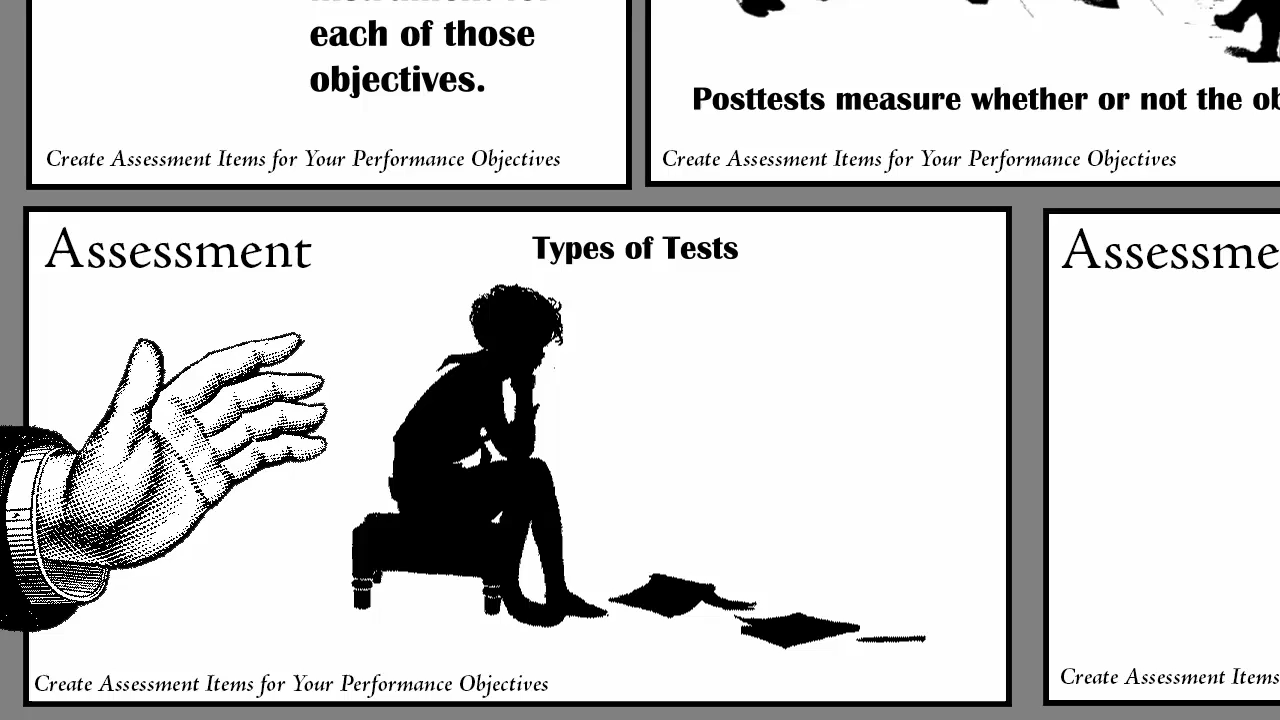 each of those
objectives.
Create Assessment Items for Your Performance Objectives
Posttests measure whether or not the
Create Assessment Items for Your Performance Objectives
Assessment
Types of Tests
Create Assessment Items for Your Performance Objectives
Assessme
Create Assessment Items